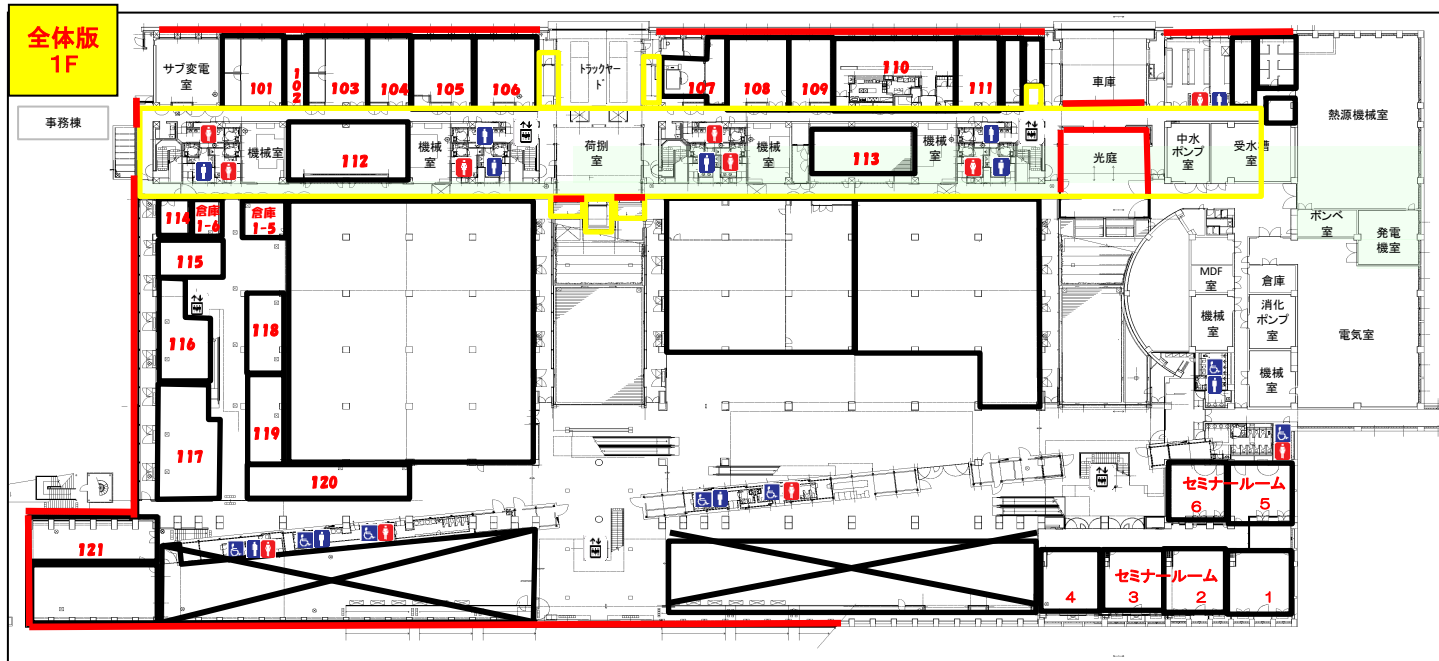 全体版
1F
事務棟
サブ変電
室
101
102
103
104
105
106
トラックヤー
ド
107
108
109
110
111
車庫
熱源機械室
機械室
112
機械
室
荷捌
室
機械
室
113
機械
室
光庭
中水
ポンプ
室
受水槽
室
114
倉庫
1-6
倉庫
1-5
115
116
117
118
119
120
121
ボンベ
室
発電
機室
MDF
室
倉庫
機械
室
消化
ポンプ
室
電気室
機械
室
セミナールーム
6
5
セミナールーム
4
3
2
1